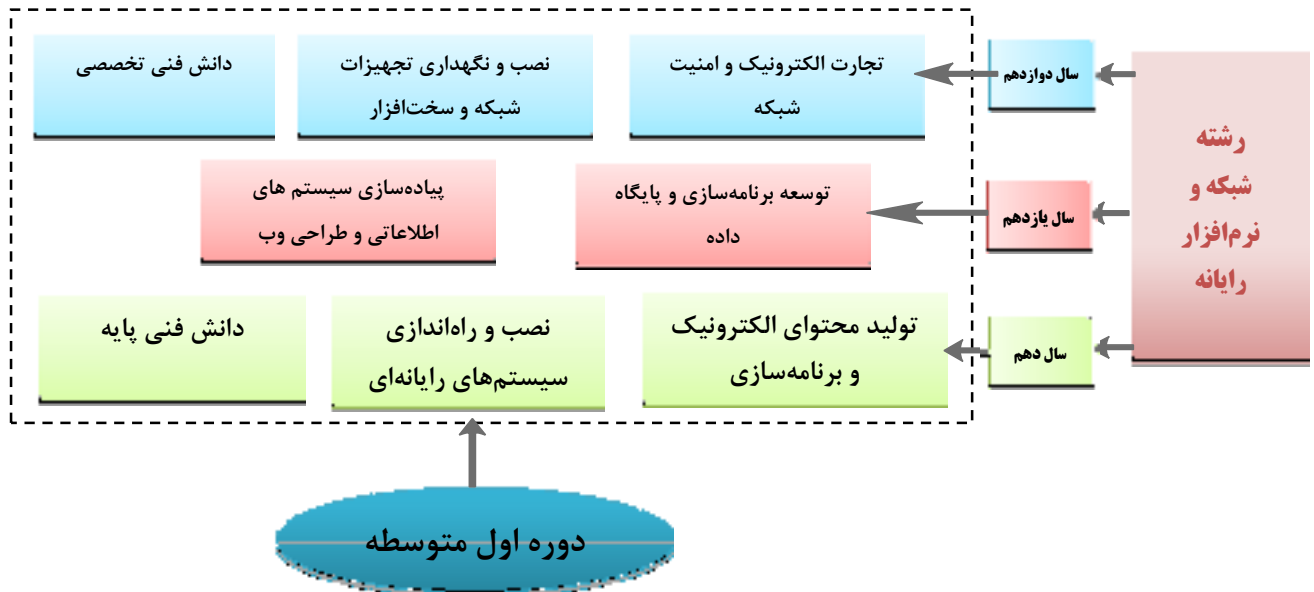 رشته
شبکه و
نرم‌افزار
رایانه
سال دوازدهم
تجارت الکترونیک و امنیت
شبکه
نصب و نگهداری تجهیزات
شبکه و سخت‌افزار
دانش فنی تخصصی
سال یازدهم
توسعه برنامه‌سازی و پایگاه
داده
پیاده‌سازی سیستم های
اطلاعاتی و طراحی وب
سال دهم
تولید محتوای الکترونیک
و برنامه‌سازی
نصب و راه‌اندازی
سیستم‌های رایانه‌ای
دانش فنی پایه
دوره اول متوسطه